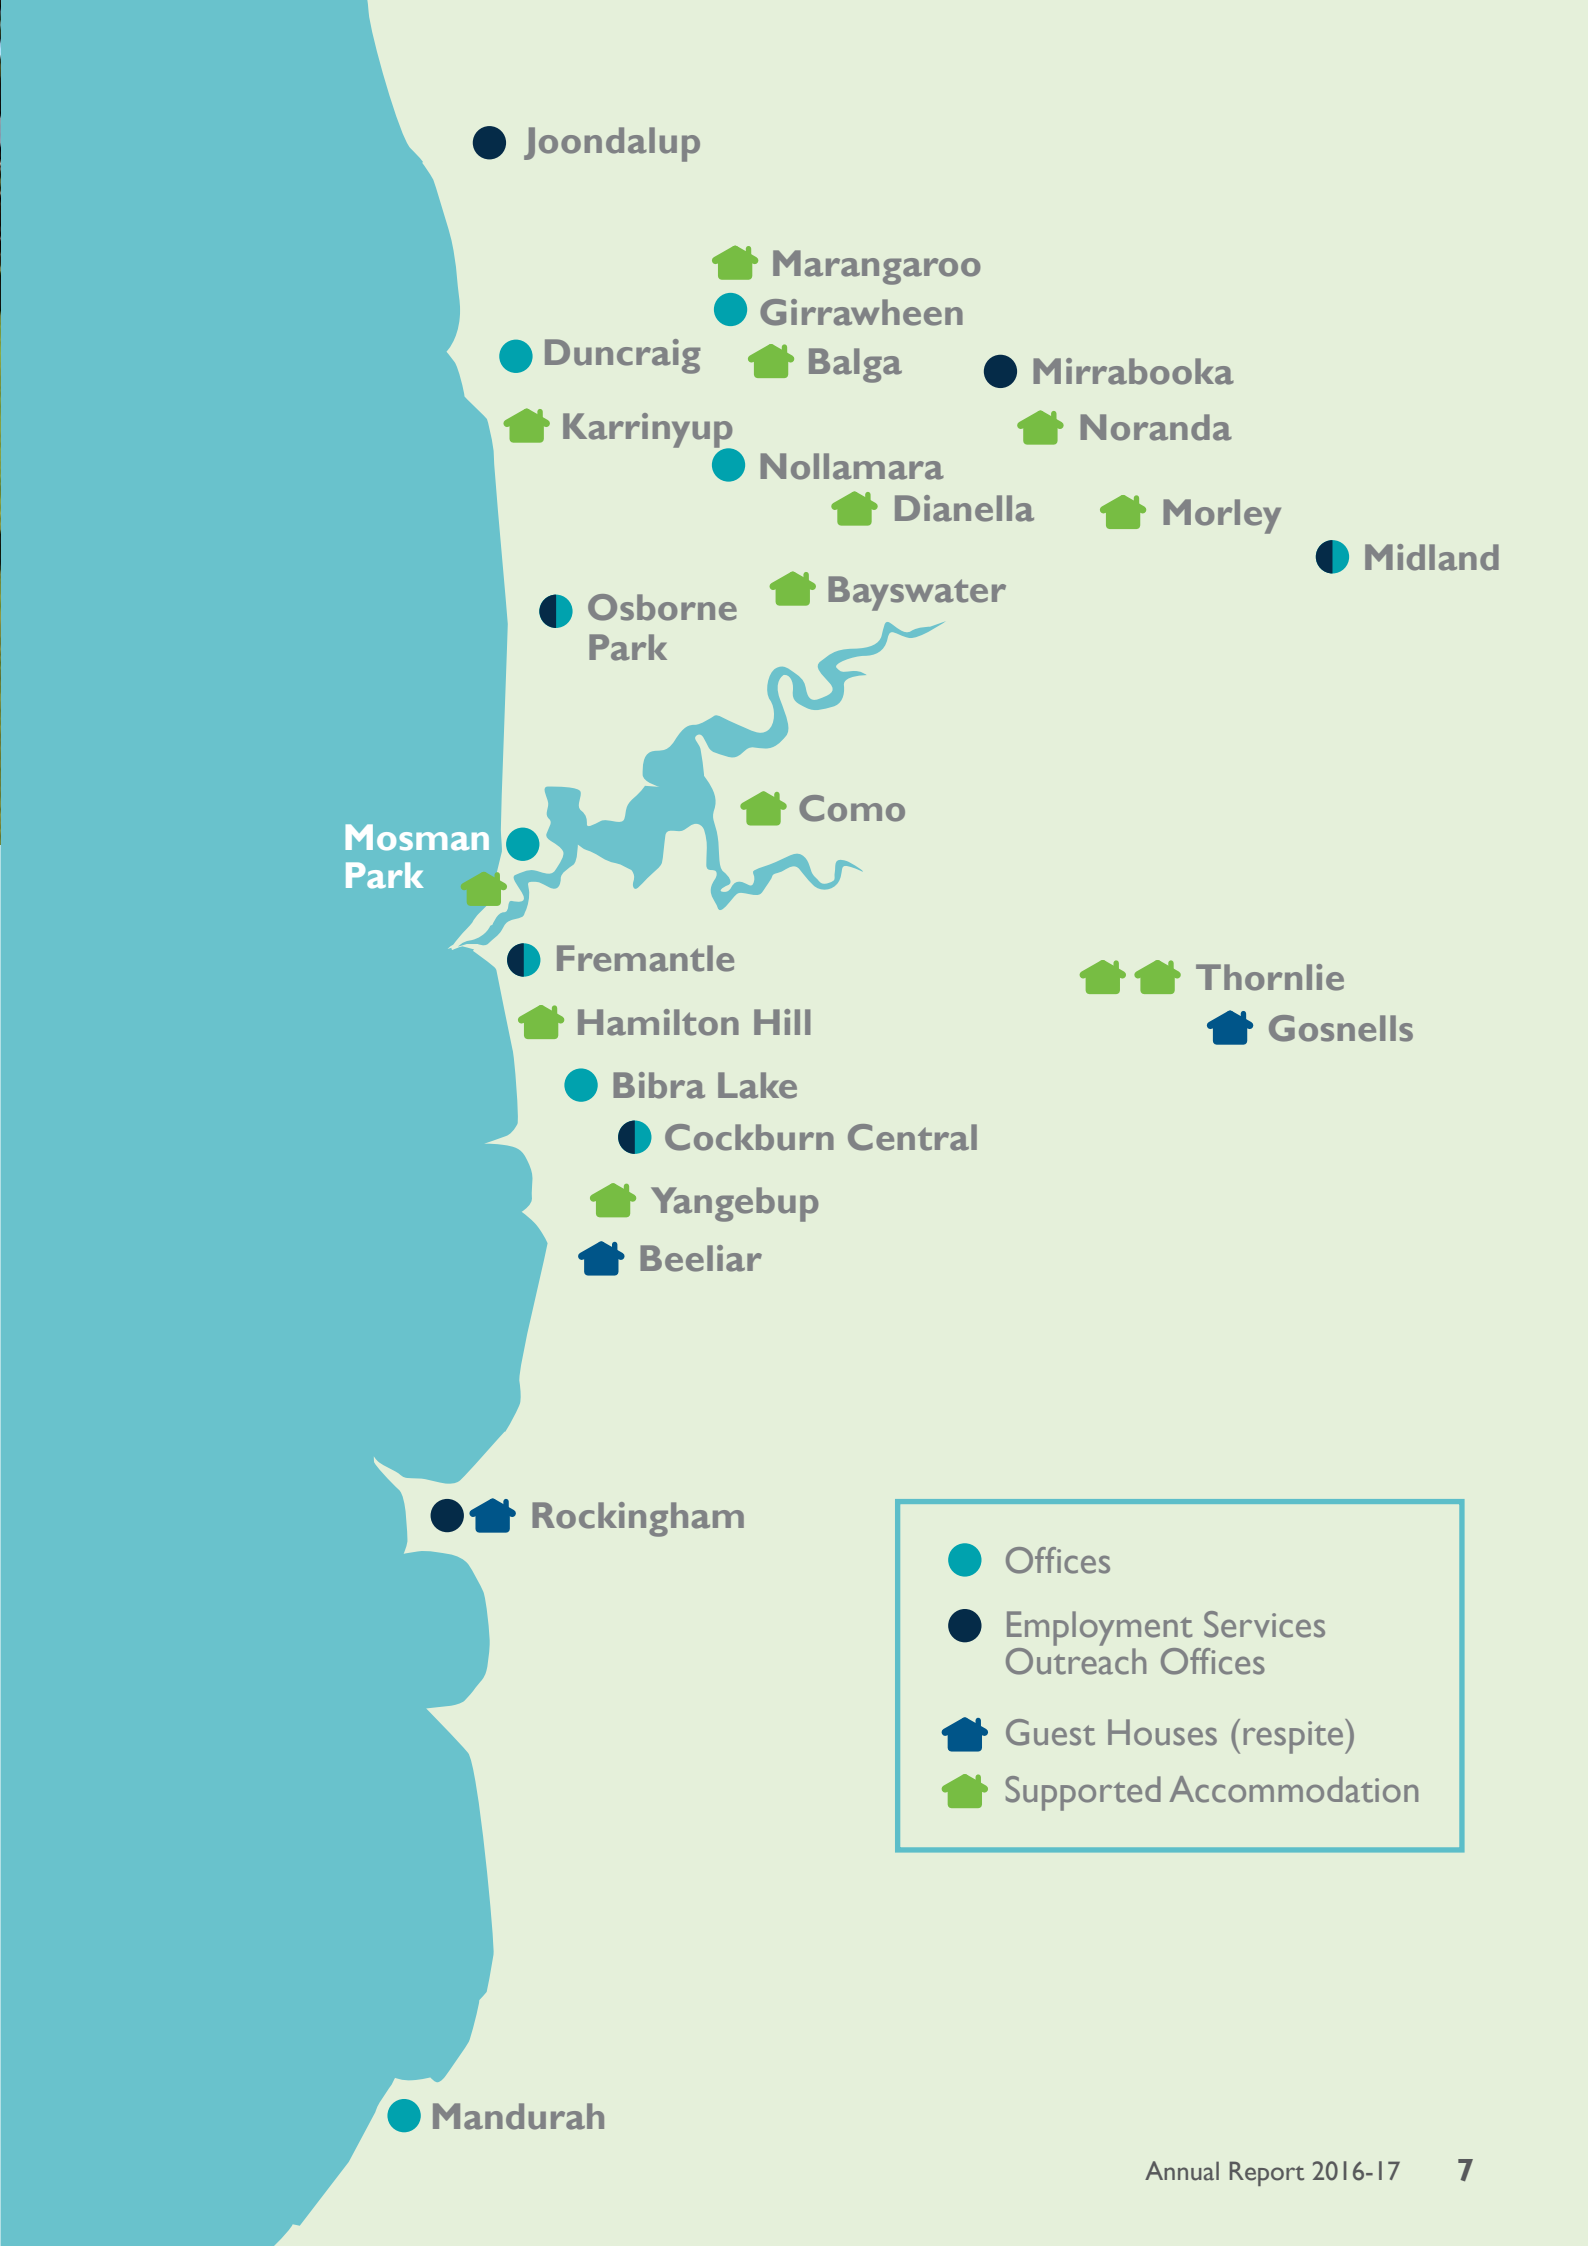 Joondalup
Marangaroo
Girrawheen
Duncraig
Balga
Mirrabooka
Karrinyup
Noranda
Nollamara
Dianella
Morley
Midland
Bayswater
Osborne
Park
Como
Mosman
Park
Fremantle
Thornlie
Hamilton Hill
Gosnells
Bibra Lake
Cockburn Central
Yangebup
Beeliar
Rockingham
Offices
Employment Services
Outreach Offices
Guest Houses (respite)
Supported Accommodation
Mandurah
Annual Report 2016-17 7